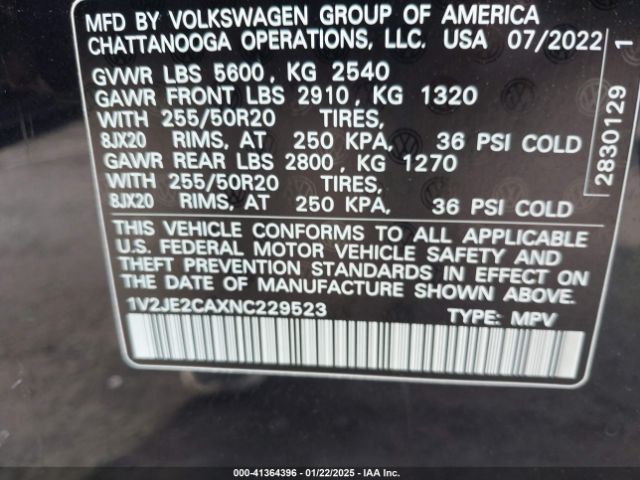 MFD BY VOLKSWAGEN GROUP OF AMERICA
CHATTANOOGA OPERATIONS, LLC. USA 07/2022
GVWR LBS 5600, KG 2540
GAWR FRONT LBS 2910, KG 1320
WITH 255/50R20 TIRES,
8JX20 RIMS, AT 250 KPA, 36 PSI COLD
GAWR REAR LBS 2800, KG 1270
WITH 255/50R20 TIRES,
8JX20 RIMS, AT 250 KPA, 36 PSI COLD
THIS VEHICLE CONFORMS TO ALL APPLICABLE
U.S. FEDERAL MOTOR VEHICLE SAFETY AND
THEFT PREVENTION STANDARDS IN EFFECT ON
THE DATE OF MANUFACTURE SHOWN ABOVE.
1V2JE2CAXNC229523 TYPE: MPV
2830129 1
(COPART) 41364396 - 01/22/2025 - IAA Inc.